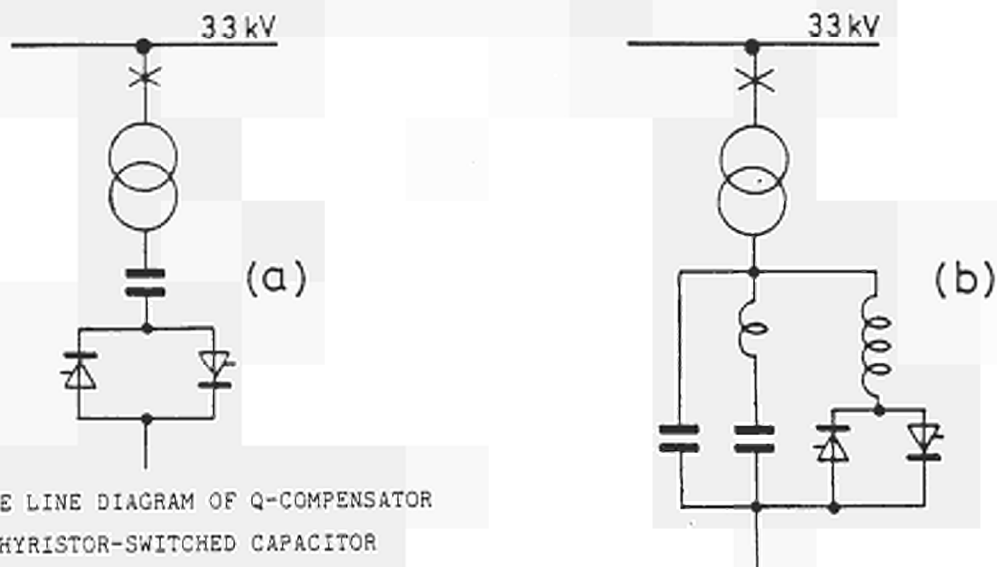 33kV
33kV
(a)
(b)
E LINE DIAGRAM OF Q-COMPENSATOR
HYRISTOR-SWITCHED CAPACITOR